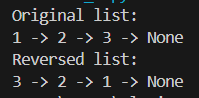 Original list:
1 -> 2 -> 3 -> None
Reversed list:
3 -> 2 -> 1 -> None